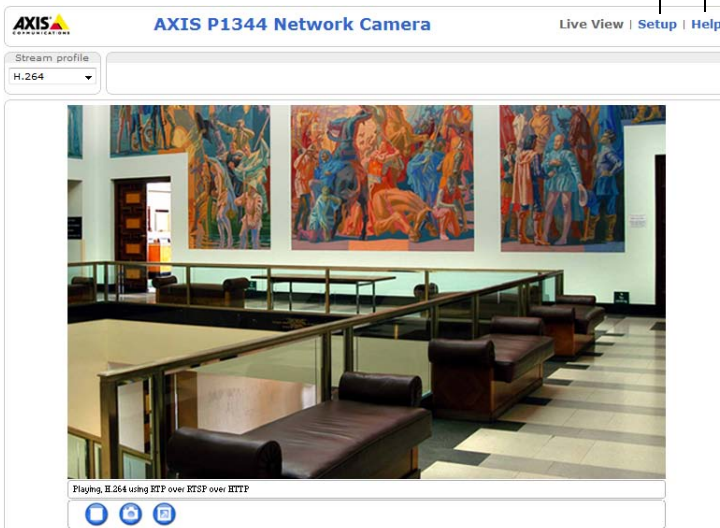 AXIS
COMMUNICATIONS
AXIS P1344 Network Camera
Live View | Setup | Help
Stream profile
H.264
Playing, H.264 using RTP over RTSP over HTTP